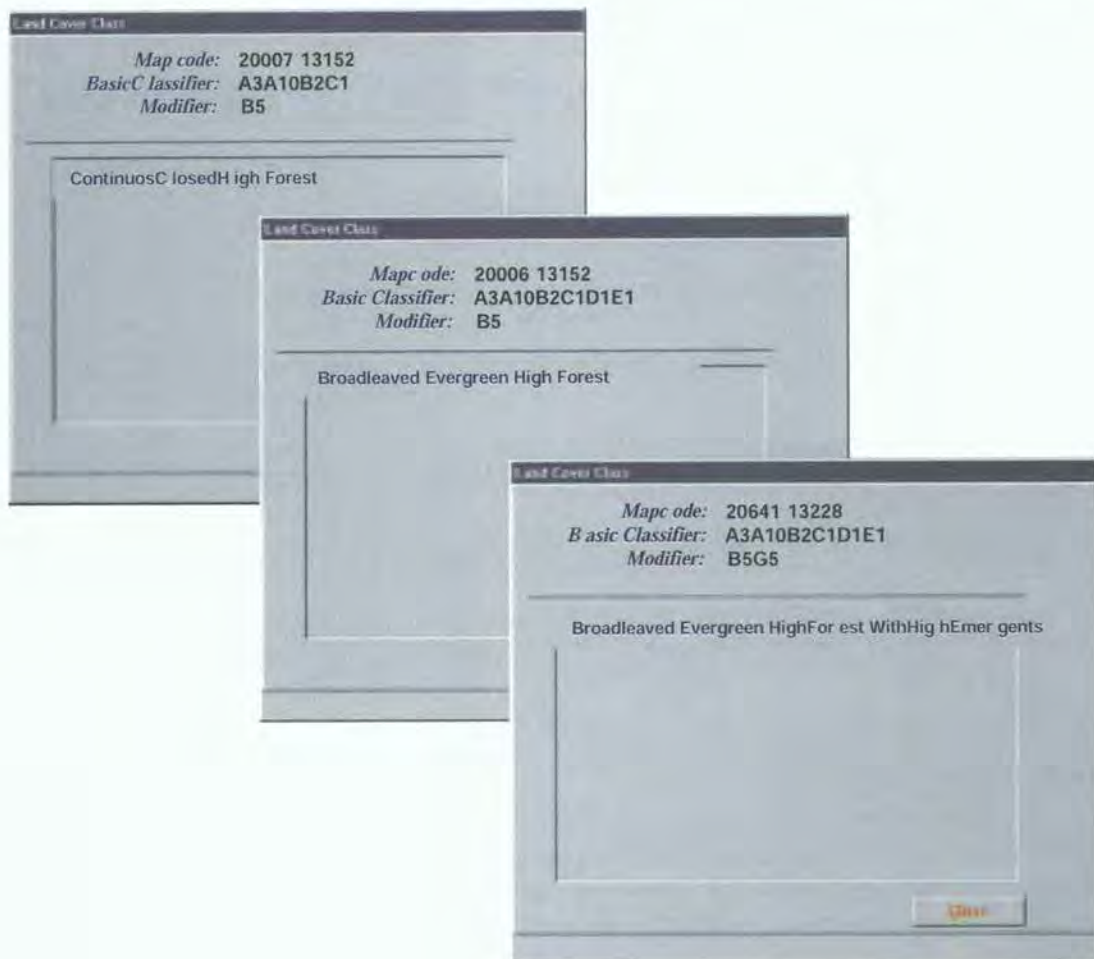 Land Cover Class
Map code: 20007 13152
BasicC lassifier: A3A10B2C1
Modifier: B5
ContinuosC losedH igh Forest
Land Cover Class
Mapc ode: 20006 13152
Basic Classifier: A3A10B2C1D1E1
Modifier: B5
Broadleaved Evergreen High Forest
Land Cover Class
Mapc ode: 20641 13228
B asic Classifier: A3A10B2C1D1E1
Modifier: B5G5
Broadleaved Evergreen HighFor est WithHig hEmer gents
Close